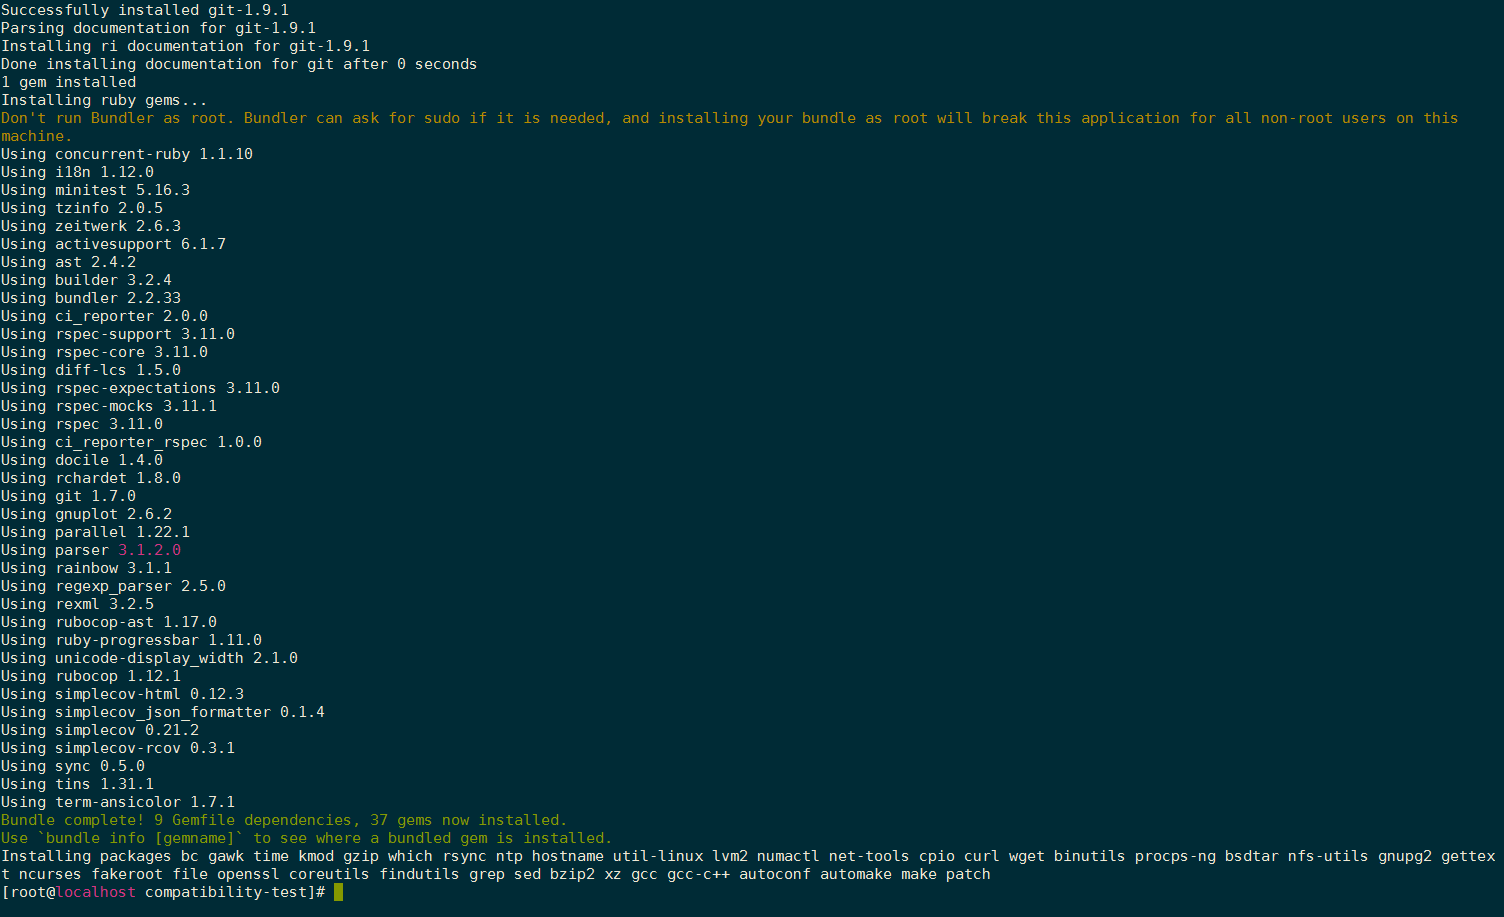 Successfully installed git-1.9.1
Parsing documentation for git-1.9.1
Installing ri documentation for git-1.9.1
Done installing documentation for git after 0 seconds
1 gem installed
Installing ruby gems...
Don't run Bundler as root. Bundler can ask for sudo if it is needed, and installing your bundle as root will break this application for all non-root users on this
machine.
Using concurrent-ruby 1.1.10
Using i18n 1.12.0
Using minitest 5.16.3
Using tzinfo 2.0.5
Using zeitwerk 2.6.3
Using activesupport 6.1.7
Using ast 2.4.2
Using builder 3.2.4
Using bundler 2.2.33
Using ci_reporter 2.0.0
Using rspec-support 3.11.0
Using rspec-core 3.11.0
Using diff-lcs 1.5.0
Using rspec-expectations 3.11.0
Using rspec-mocks 3.11.1
Using rspec 3.11.0
Using ci_reporter_rspec 1.0.0
Using docile 1.4.0
Using rchardet 1.8.0
Using git 1.7.0
Using gnuplot 2.6.2
Using parallel 1.22.1
Using parser 3.1.2.0
Using rainbow 3.1.1
Using regexp_parser 2.5.0
Using rexml 3.2.5
Using rubocop-ast 1.17.0
Using ruby-progressbar 1.11.0
Using unicode-display_width 2.1.0
Using rubocop 1.12.1
Using simplecov-html 0.12.3
Using simplecov_json_formatter 0.1.4
Using simplecov 0.21.2
Using simplecov-rcov 0.3.1
Using sync 0.5.0
Using tins 1.31.1
Using term-ansicolor 1.7.1
Bundle complete! 9 Gemfile dependencies, 37 gems now installed.
Use `bundle info [gemname]` to see where a bundled gem is installed.
Installing packages bc gawk time kmod gzip which rsync ntp hostname util-linux lvm2 numactl net-tools cpio curl wget binutils procps-ng bsdtar nfs-utils gnupg2 gettex
t ncurses fakeroot file openssl coreutils findutils grep sed bzip2 xz gcc gcc-c++ autoconf automake make patch
[root@localhost compatibility-test]#